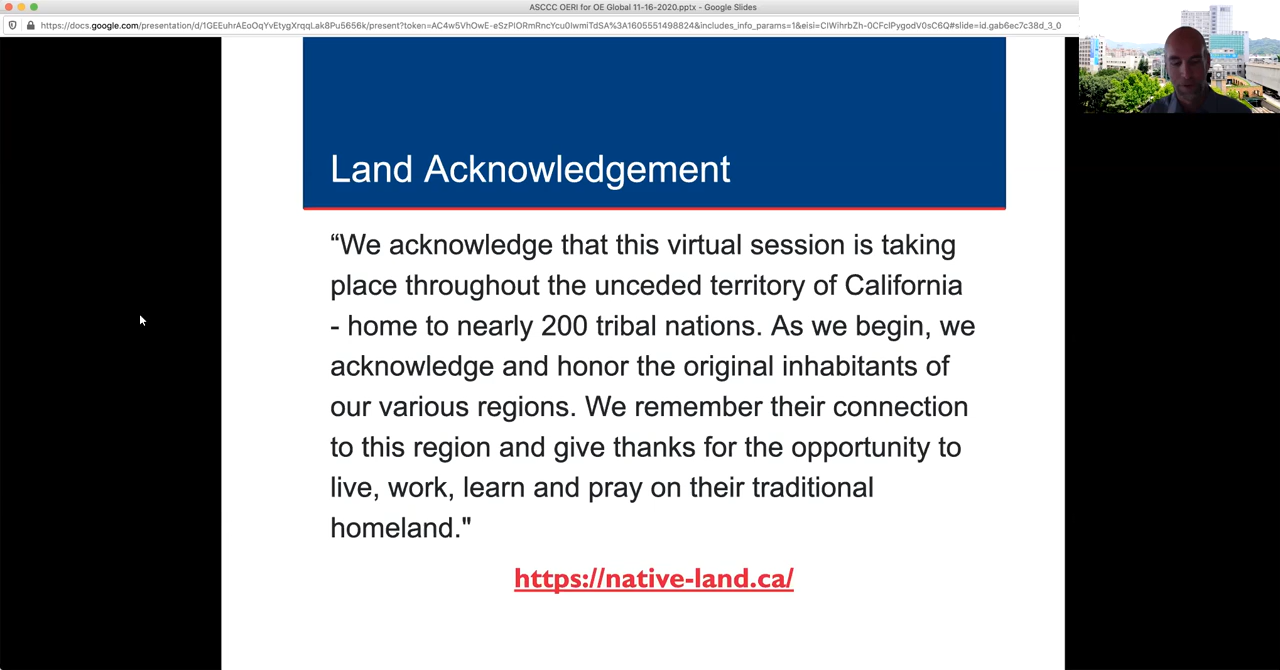 ASCCC OERI for OE Global 11-16-2020.pptx - Google Slides
https://docs.google.com/presentation/d/1GEEuhrAEoOqYvEtygXrqqLak8Pu5656k/present?token=AC4w5VhOwE-eSzPIORmRncYcu0IwmiTdSA%3A1605551498824&includes_info_params=1&eisi=CIWihrbZh-0CFcIPygodV0sC6Q#slide=id.gab6ec7c38d_3_0
Land Acknowledgement
“We acknowledge that this virtual session is taking
place throughout the unceded territory of California
- home to nearly 200 tribal nations. As we begin, we
acknowledge and honor the original inhabitants of
our various regions. We remember their connection
to this region and give thanks for the opportunity to
live, work, learn and pray on their traditional
homeland."
https://native-land.ca/